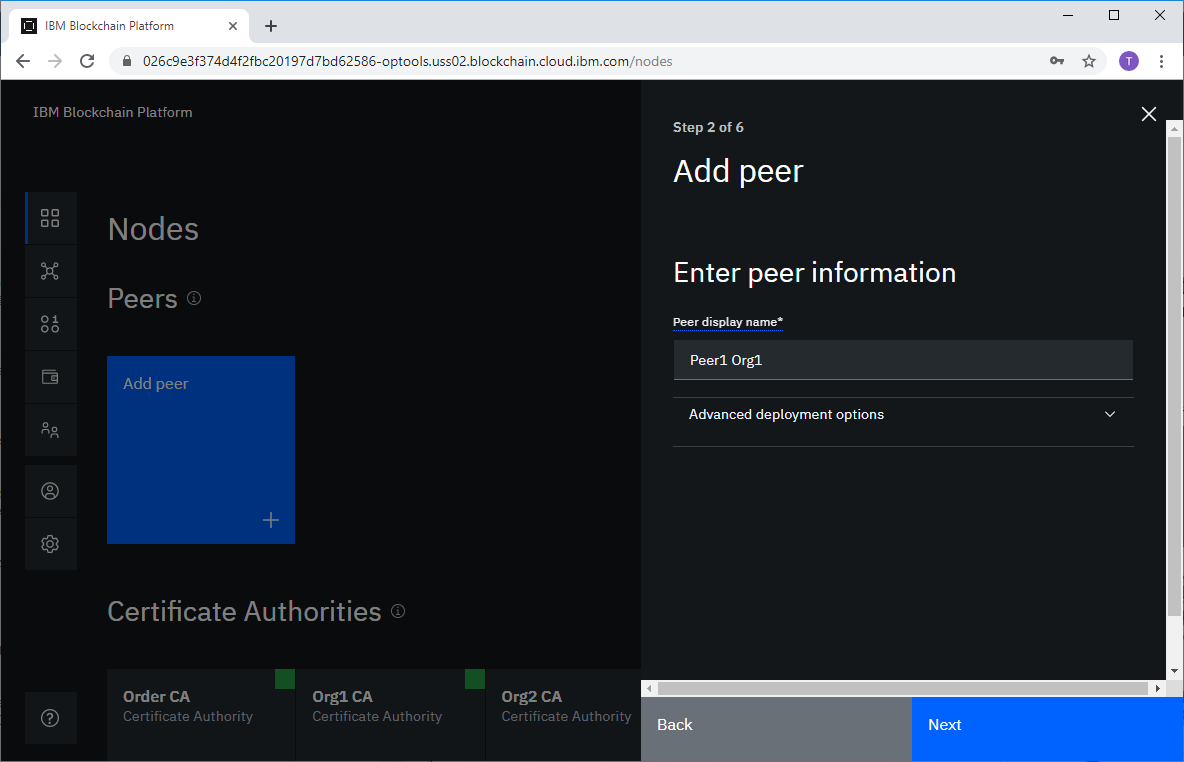 IBM Blockchain Platform
026c9e3f374d4f2fbc20197d7bd62586-optools.uss02.blockchain.cloud.ibm.com/nodes
T
IBM Blockchain Platform
Nodes
Peers
Add peer
Certificate Authorities
Order CA
Certificate Authority
Org1 CA
Certificate Authority
Org2 CA
Certificate Authority
Step 2 of 6
Add peer
Enter peer information
Peer display name*
Peer1 Org1
Advanced deployment options
Back
Next